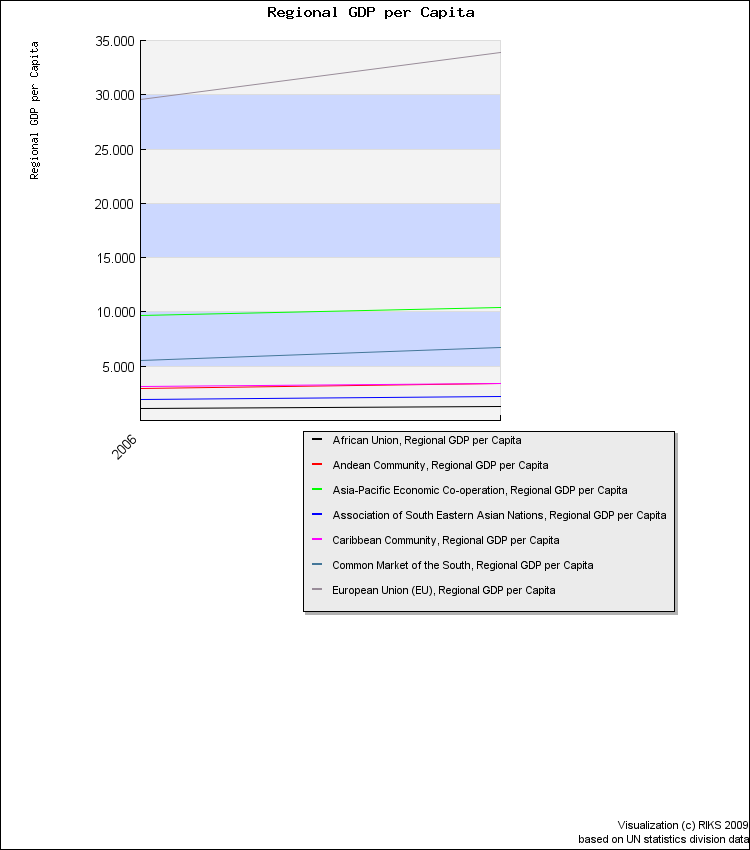 Regional GDP per Capita
Regional GDP per Capita
35.000
30.000
25.000
20.000
15.000
10.000
5.000
2006
African Union, Regional GDP per Capita
Andean Community, Regional GDP per Capita
Asia-Pacific Economic Co-operation, Regional GDP per Capita
Association of South Eastern Asian Nations, Regional GDP per Capita
Caribbean Community, Regional GDP per Capita
Common Market of the South, Regional GDP per Capita
European Union (EU), Regional GDP per Capita
Visualization (c) RIKS 2009
based on UN statistics division data